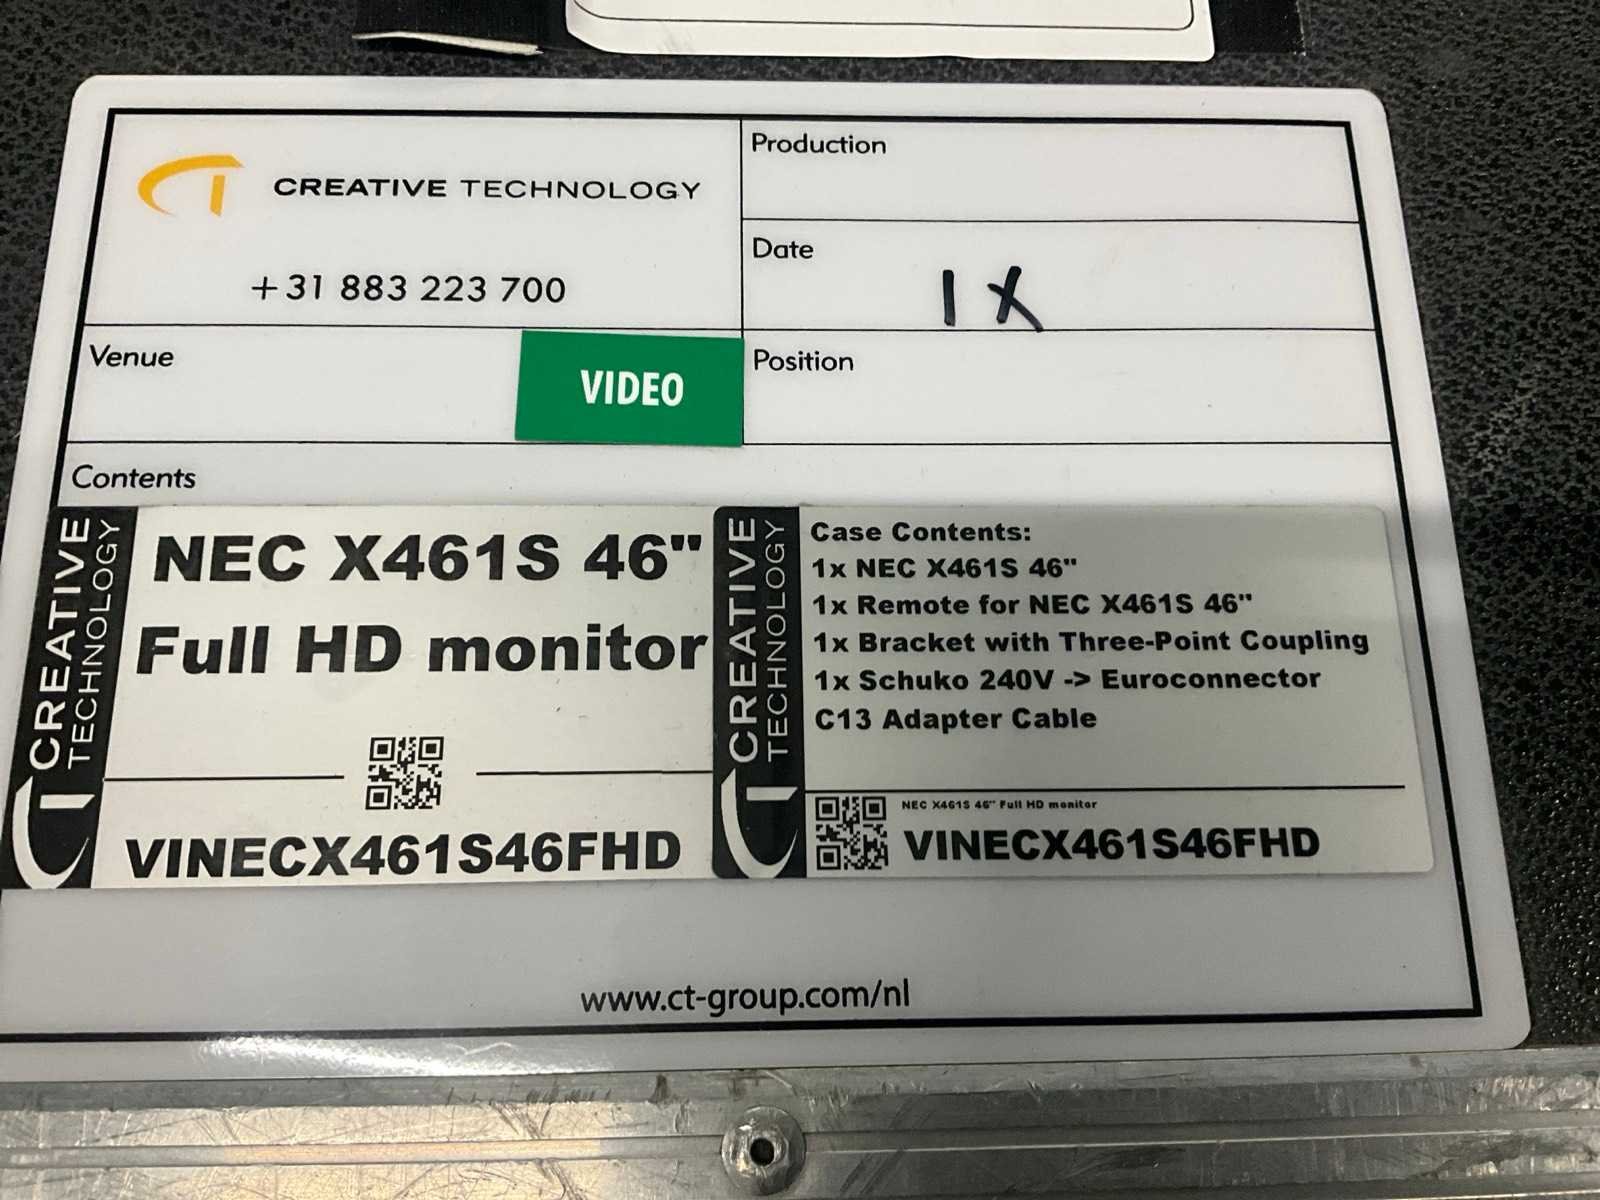 CREATIVE TECHNOLOGY
+31 883 223 700
Production
Date
1 X
Venue
VIDEO
Position
Contents
CREATIVE
TECHNOLOGY
NEC X461S 46"
Full HD monitor
VINECX461S46FHD
CREATIVE
TECHNOLOGY
Case Contents:
1x NEC X461S 46"
1x Remote for NEC X461S 46"
1x Bracket with Three-Point Coupling
1x Schuko 240V -> Euroconnector
C13 Adapter Cable
NEC X461S 46" Full HD monitor
VINECX461S46FHD
www.ct-group.com/nl